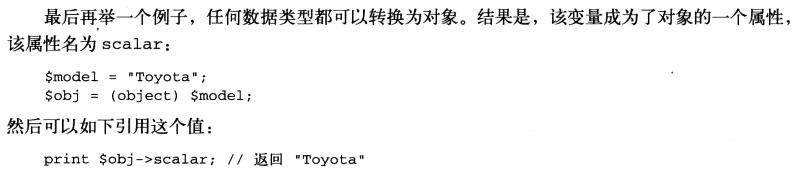 最后再举一个例子，任何数据类型都可以转换为对象。结果是，该变量成为了对象的一个属性，
该属性名为 scalar：
$model = "Toyota";
$obj = (object) $model;
然后可以如下引用这个值：
print $obj->scalar; // 返回 "Toyota"